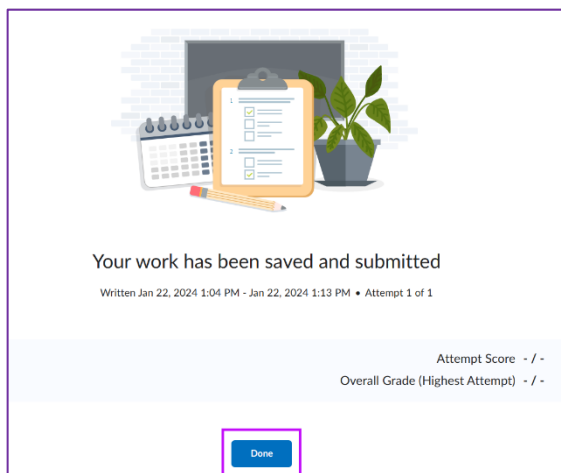 1
2
Your work has been saved and submitted
Written Jan 22, 2024 1:04 PM - Jan 22, 2024 1:13 PM • Attempt 1 of 1
Attempt Score - / -
Overall Grade (Highest Attempt) - / -
Done